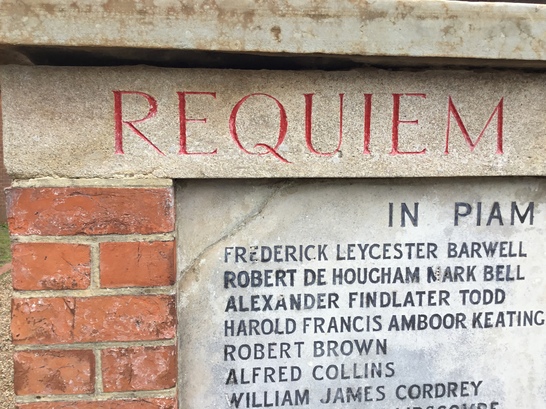 REQUIEM
IN PIAM
FREDERICK LEYCESTER BARWELL
ROBERT DE HOUGHAM MARK BELL
ALEXANDER FINDLATER TODD
HAROLD FRANCIS AMBOOR KEATING
ROBERT BROWN
ALFRED COLLINS
WILLIAM JAMES CORDREY